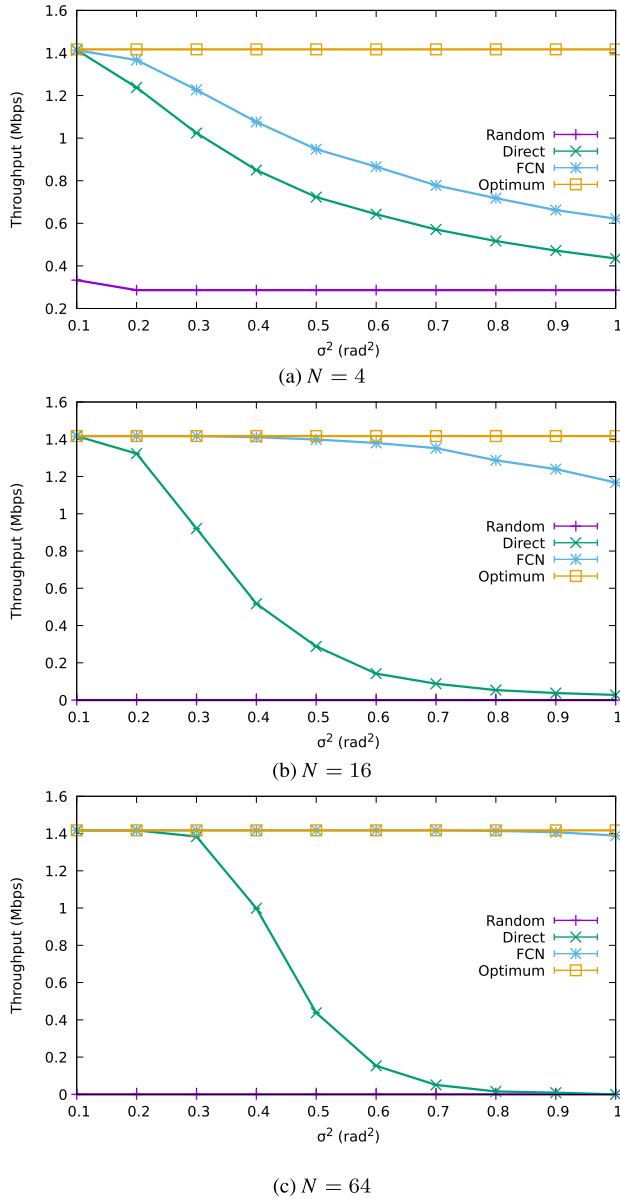 1.6
1.4
1.2
1
0.8
0.6
0.4
0.2
Throughput (Mbps)
Random
Direct
FCN
Optimum
0.1 0.2 0.3 0.4 0.5 0.6 0.7 0.8 0.9 1
σ² (rad²)
(a) N = 4
1.6
1.4
1.2
1
0.8
0.6
0.4
0.2
0
Throughput (Mbps)
Random
Direct
FCN
Optimum
0.1 0.2 0.3 0.4 0.5 0.6 0.7 0.8 0.9 1
σ² (rad²)
(b) N = 16
1.6
1.4
1.2
1
0.8
0.6
0.4
0.2
0
Throughput (Mbps)
Random
Direct
FCN
Optimum
0.1 0.2 0.3 0.4 0.5 0.6 0.7 0.8 0.9 1
σ² (rad²)
(c) N = 64